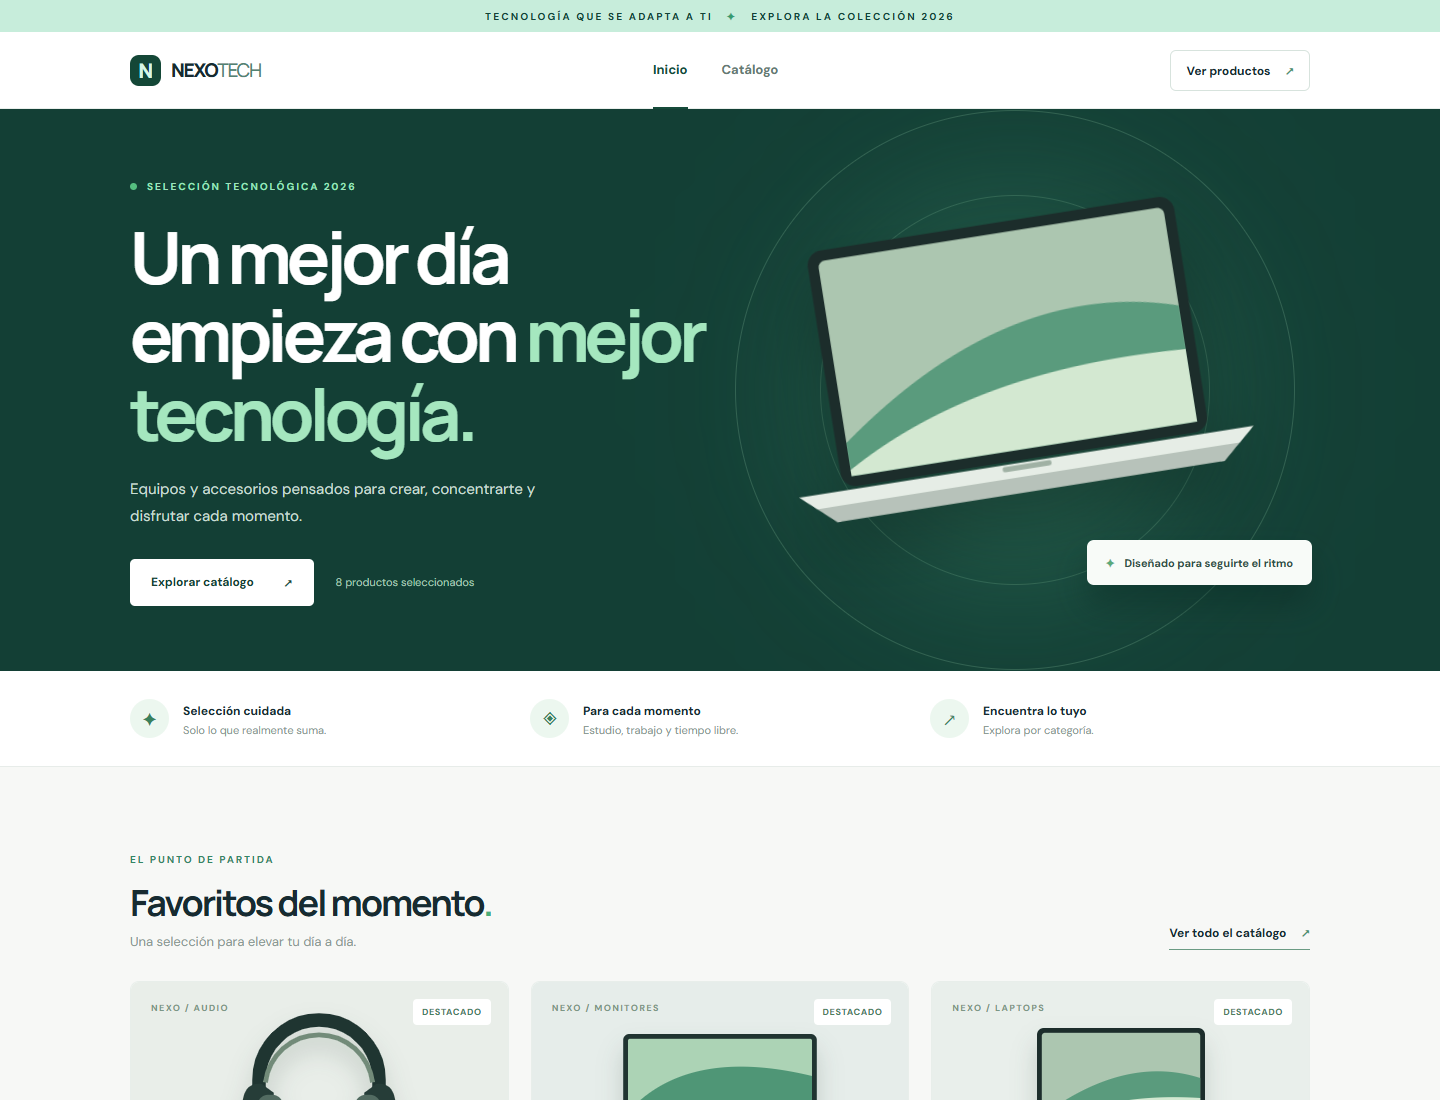 TECNOLOGÍA QUE SE ADAPTA A TI ✦ EXPLORA LA COLECCIÓN 2026
N NEXOTECH
Inicio
Catálogo
Ver productos ↗
SELECCIÓN TECNOLÓGICA 2026
Un mejor día
empieza con mejor
tecnología.
Equipos y accesorios pensados para crear, concentrarte y
disfrutar cada momento.
Explorar catálogo ↗
8 productos seleccionados
✦ Diseñado para seguirte el ritmo
Selección cuidada
Solo lo que realmente suma.
Para cada momento
Estudio, trabajo y tiempo libre.
Encuentra lo tuyo
Explora por categoría.
EL PUNTO DE PARTIDA
Favoritos del momento.
Una selección para elevar tu día a día.
Ver todo el catálogo ↗
NEXO / AUDIO
DESTACADO
NEXO / MONITORES
DESTACADO
NEXO / LAPTOPS
DESTACADO